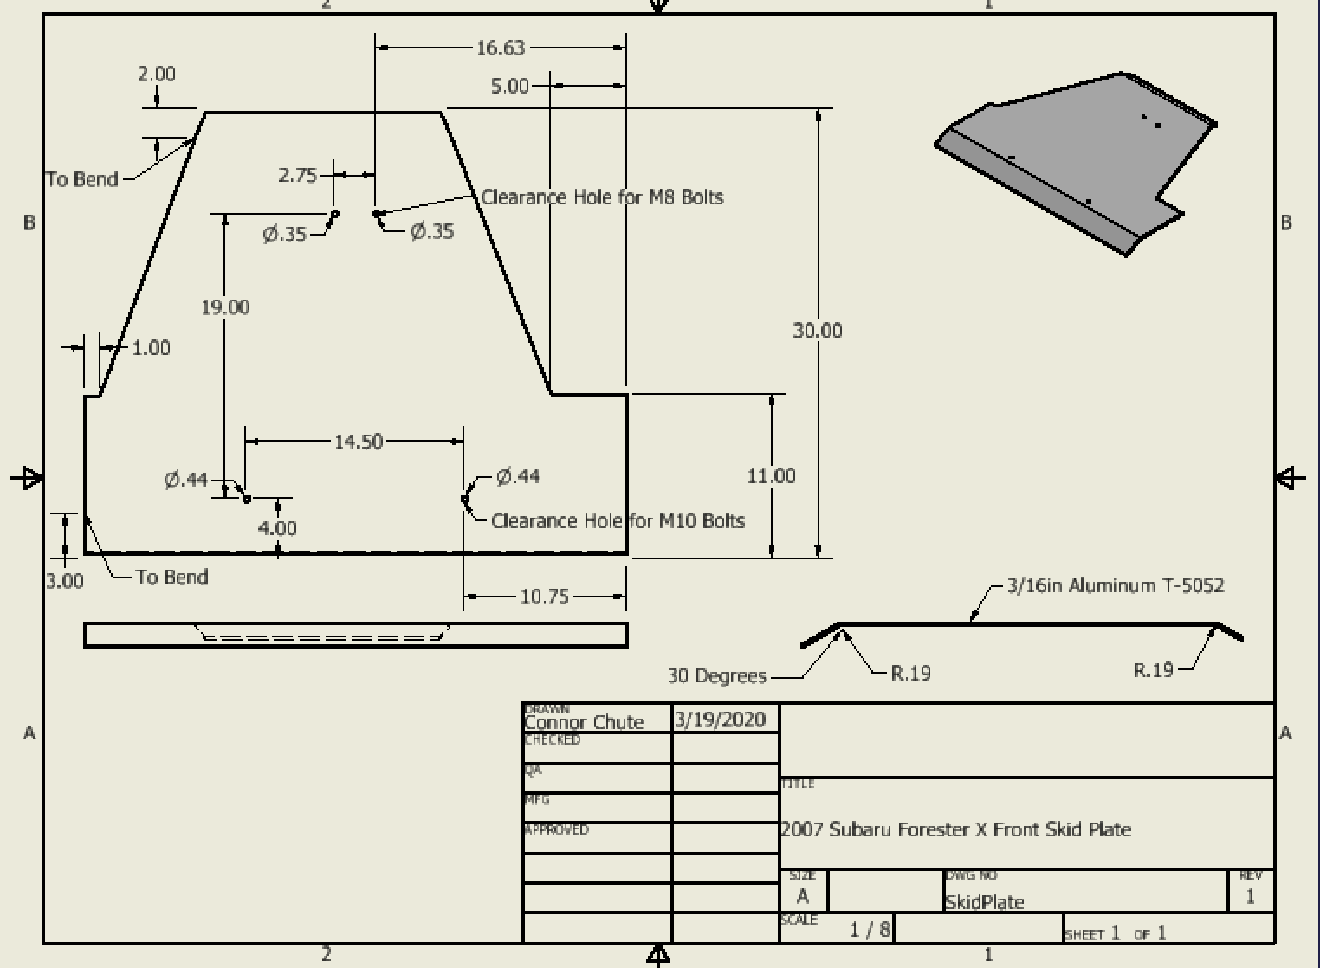 2
1
16.63
2.00
5.00
To Bend
2.75
Clearance Hole for M8 Bolts
B
B
Ø.35
Ø.35
19.00
30.00
1.00
14.50
Ø.44
Ø.44
11.00
Clearance Hole for M10 Bolts
4.00
3.00
To Bend
10.75
3/16in Aluminum T-5052
30 Degrees
R.19
R.19
A
A
DRAWN
Connor Chute
3/19/2020
CHECKED
QA
MFG
APPROVED
TITLE
2007 Subaru Forester X Front Skid Plate
SIZE
A
DWG NO
SkidPlate
REV
1
SCALE
1 / 8
SHEET 1 OF 1
2
1